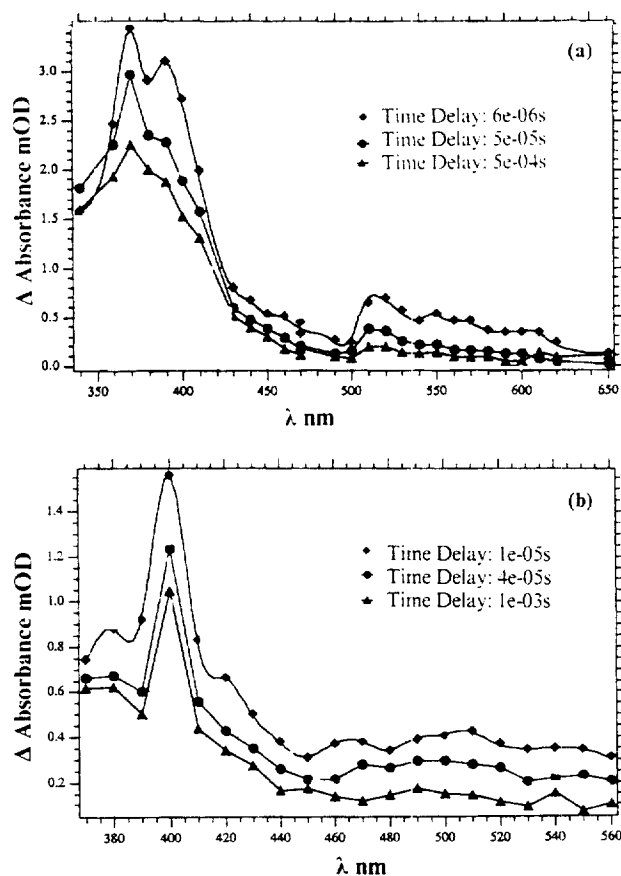 (a)
3.0
2.5
2.0
1.5
1.0
0.5
0.0
Δ Absorbance mOD
Time Delay: 6e-06s
Time Delay: 5e-05s
Time Delay: 5e-04s
350
400
450
500
550
600
650
λ nm
(b)
1.4
1.2
1.0
0.8
0.6
0.4
0.2
Δ Absorbance mOD
Time Delay: 1e-05s
Time Delay: 4e-05s
Time Delay: 1e-03s
380
400
420
440
460
480
500
520
540
560
λ nm